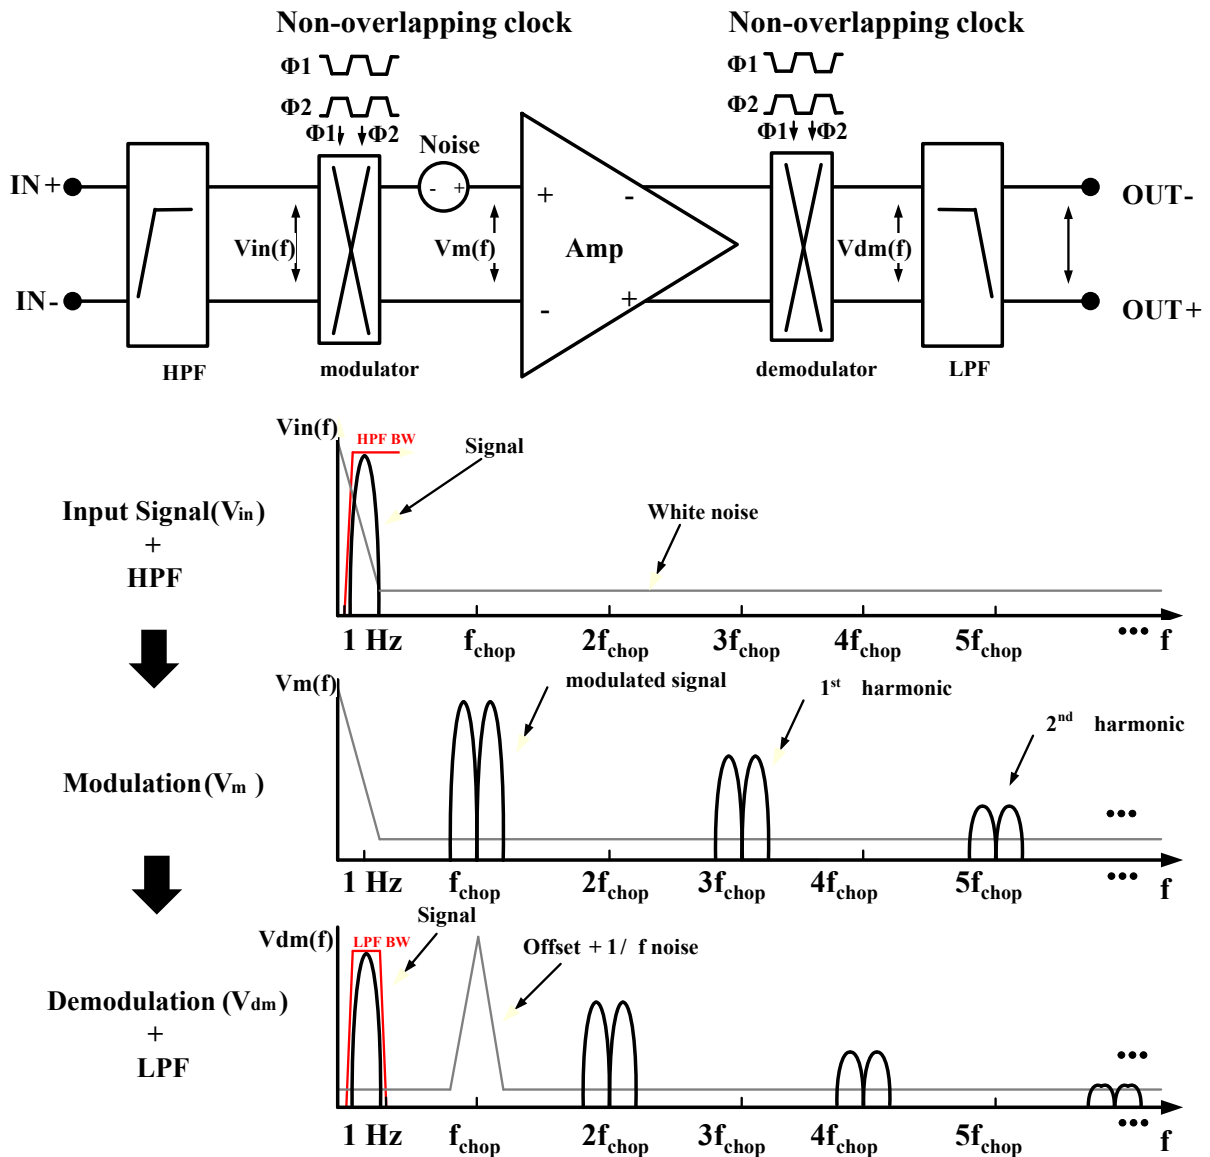 Non-overlapping clock Non-overlapping clock
Φ1 Φ1
Φ2 Φ2
Φ1 Φ2 Φ1 Φ2
Noise
IN+ - + + - OUT-
Vin(f) Vm(f) Amp Vdm(f)
IN- - + OUT+
HPF modulator demodulator LPF
Vin(f)
HPF BW
Signal
White noise
Input Signal(Vin)
+
HPF
1 Hz fchop 2fchop 3fchop 4fchop 5fchop ••• f
Vm(f)
modulated signal
1st harmonic
2nd harmonic
Modulation(Vm)
•••
1 Hz fchop 2fchop 3fchop 4fchop 5fchop ••• f
Vdm(f)
LPF BW
Signal
Offset + 1/ f noise
Demodulation (Vdm)
+
LPF
•••
1 Hz fchop 2fchop 3fchop 4fchop 5fchop ••• f